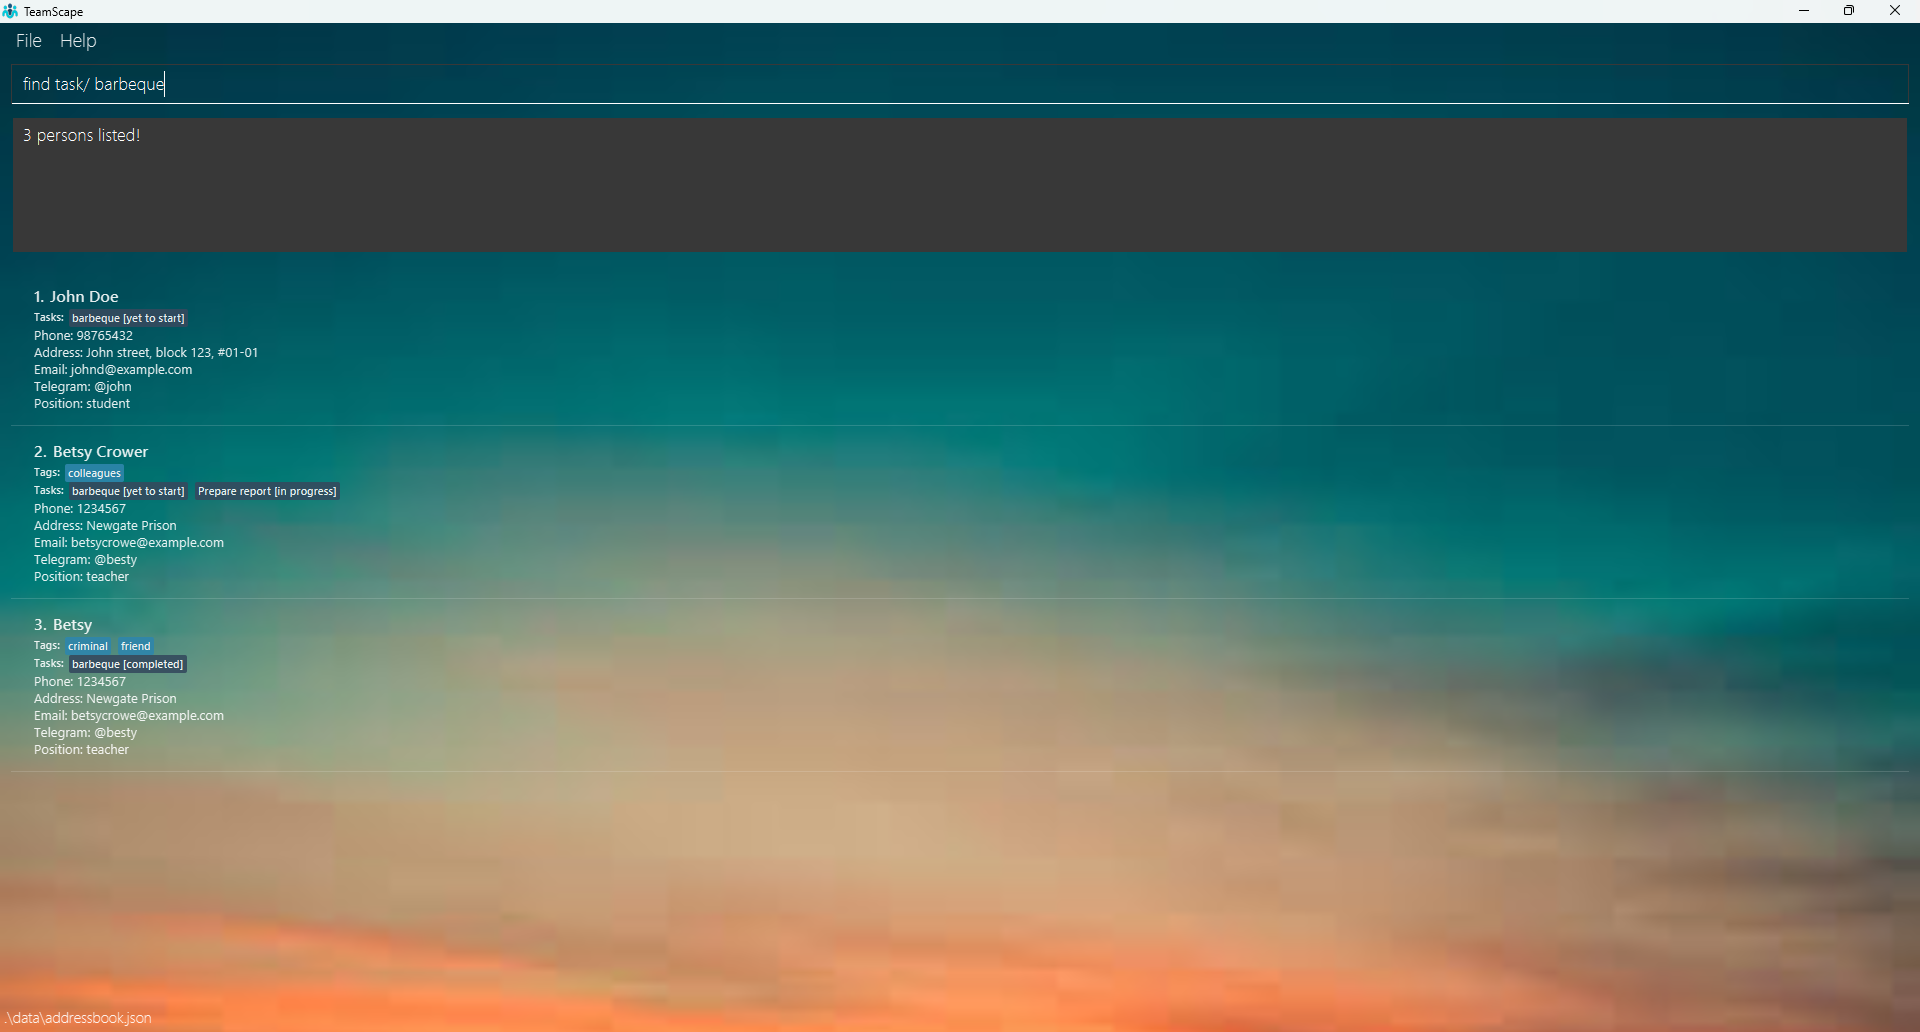 TeamScape
File Help
find task/ barbeque
3 persons listed!
1. John Doe
Tasks: barbeque [yet to start]
Phone: 98765432
Address: John street, block 123, #01-01
Email: johnd@example.com
Telegram: @john
Position: student
2. Betsy Crower
Tags: colleagues
Tasks: barbeque [yet to start] Prepare report [in progress]
Phone: 1234567
Address: Newgate Prison
Email: betsycrowe@example.com
Telegram: @besty
Position: teacher
3. Betsy
Tags: criminal friend
Tasks: barbeque [completed]
Phone: 1234567
Address: Newgate Prison
Email: betsycrowe@example.com
Telegram: @besty
Position: teacher
.\data\addressbook.json